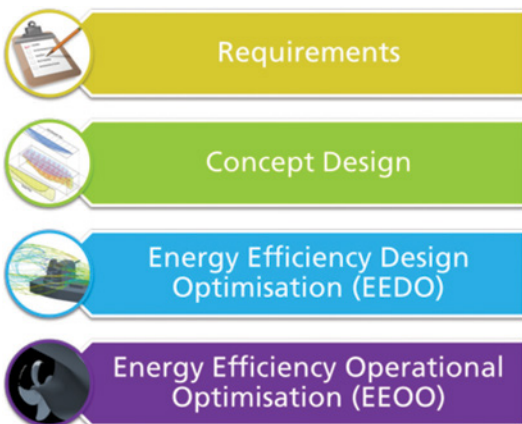 Requirements
Concept Design
Energy Efficiency Design
Optimisation (EEDO)
Energy Efficiency Operational
Optimisation (EEOO)